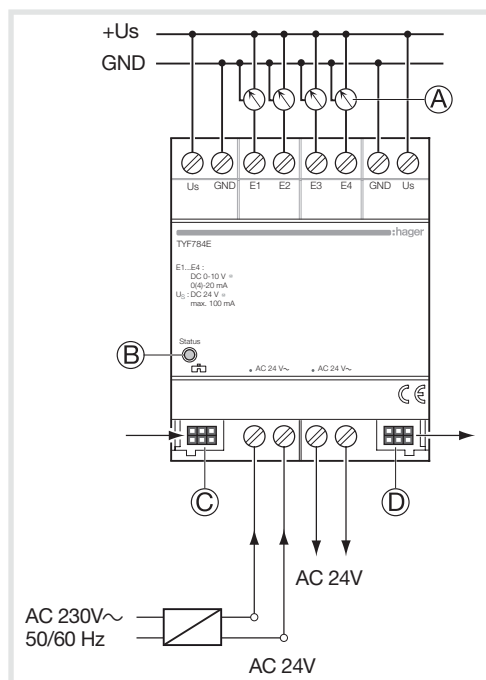 +Us
GND
A
Us GND E1 E2 E3 E4 GND Us
:hager
TYF784E
E1...E4 :
DC 0-10 V ⎓
0(4)-20 mA
US : DC 24 V ⎓
max. 100 mA
Status
B
• AC 24 V~ • AC 24 V~
CE
C
D
AC 24V
AC 230V~
50/60 Hz
AC 24V